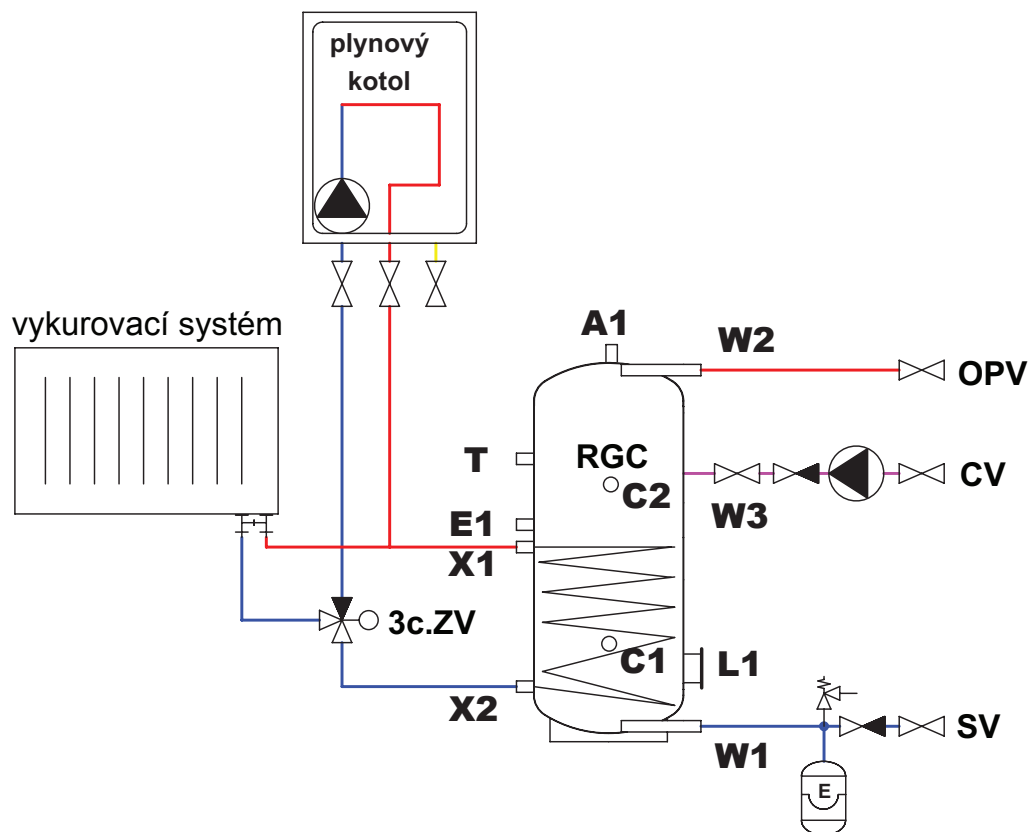 plynový
kotol
vykurovací systém
A1
W2
OPV
T
RGC
C2
W3
CV
E1
X1
3c.ZV
C1
L1
X2
W1
SV
E